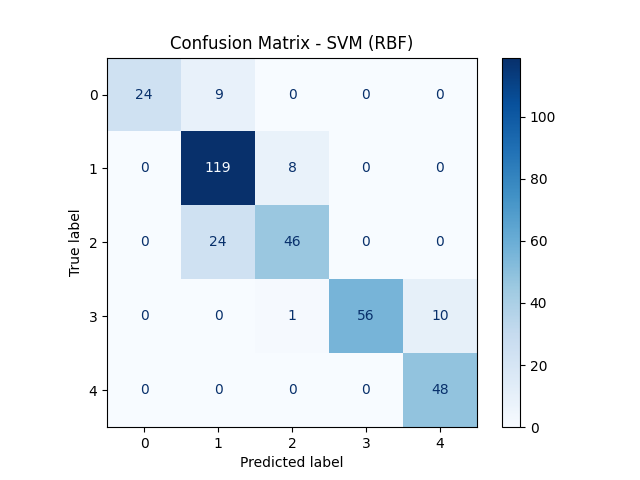 Confusion Matrix - SVM (RBF)
0 24 9 0 0 0
1 0 119 8 0 0
2 0 24 46 0 0
3 0 0 1 56 10
4 0 0 0 0 48
0 1 2 3 4
Predicted label
True label
100
80
60
40
20
0